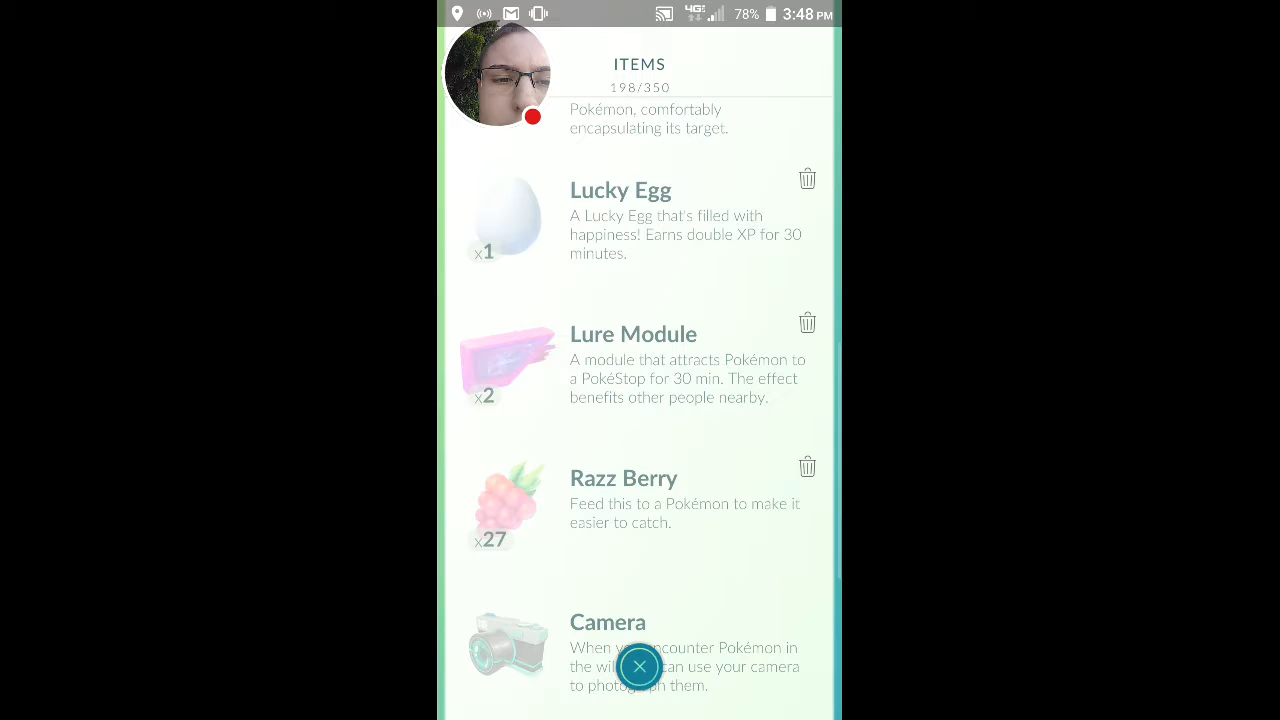 4G 78% 3:48 PM
ITEMS
198/350
Pokémon, comfortably
encapsulating its target.
Lucky Egg
A Lucky Egg that's filled with
happiness! Earns double XP for 30
minutes.
x1
Lure Module
A module that attracts Pokémon to
a PokéStop for 30 min. The effect
benefits other people nearby.
x2
Razz Berry
Feed this to a Pokémon to make it
easier to catch.
x27
Camera
When encounter Pokémon in
the can use your camera
to them.